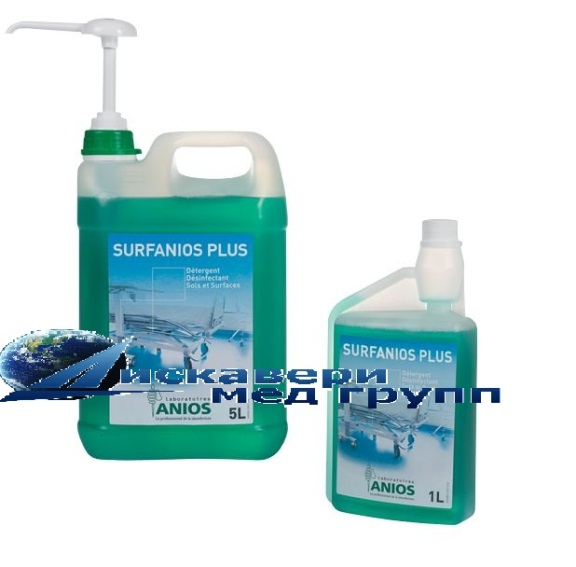 SURFANIOS PLUS
Détergent
Désinfectant
Sols et Surfaces
Laboratoires
ANIOS
5L
SURFANIOS PLUS
Détergent
Laboratoires
ANIOS
1L
Дискавери
мед групп